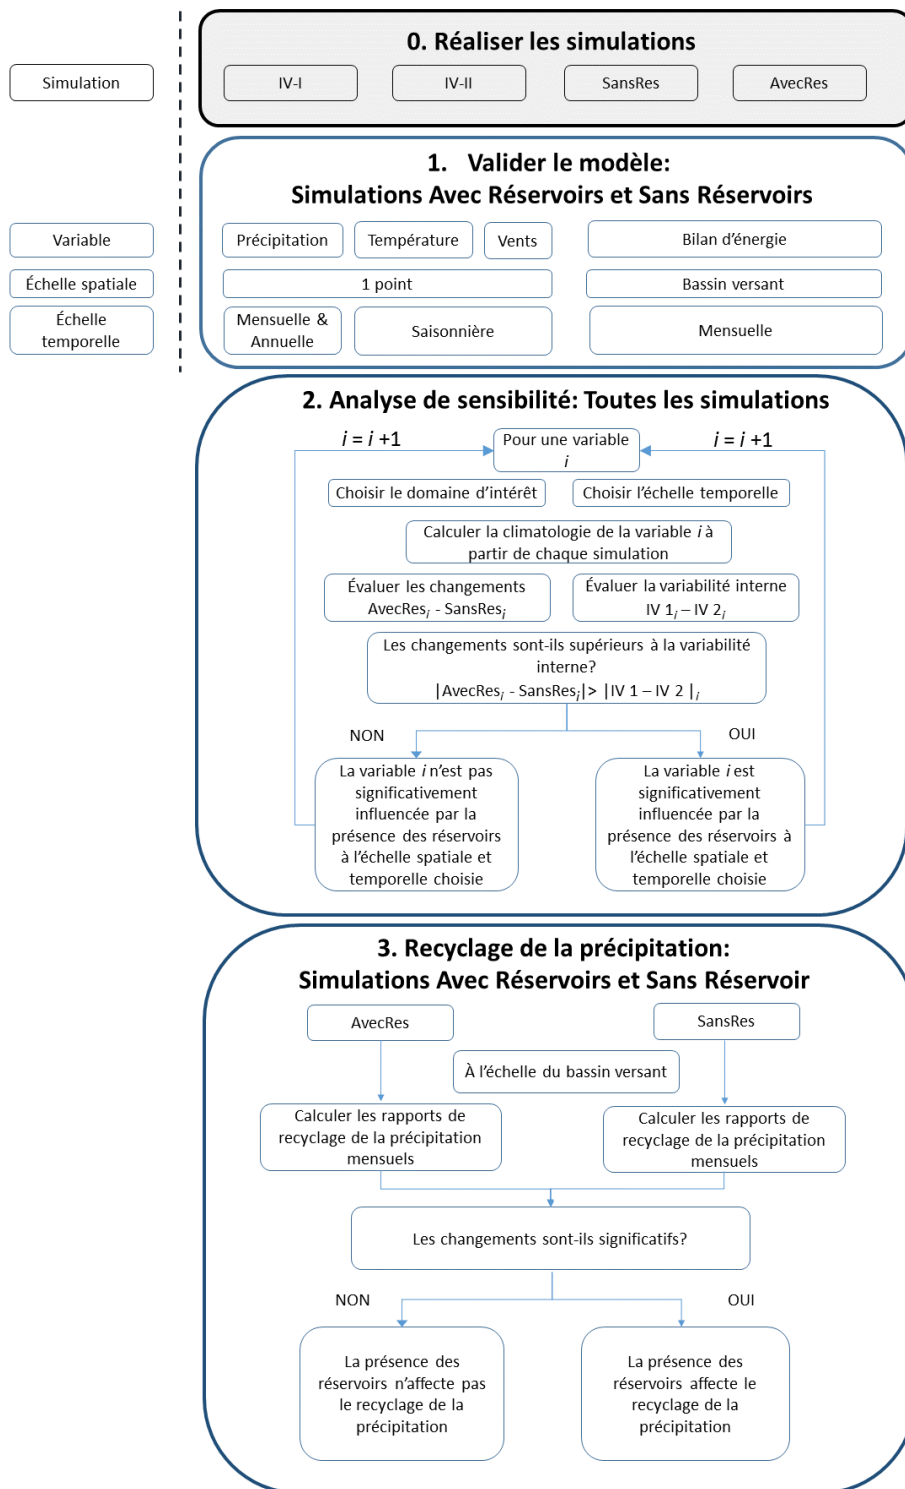 0. Réaliser les simulations
Simulation
IV-I
IV-II
SansRes
AvecRes
1. Valider le modèle:
Simulations Avec Réservoirs et Sans Réservoirs
Variable
Précipitation
Température
Vents
Bilan d'énergie
Échelle spatiale
1 point
Bassin versant
Échelle
temporelle
Mensuelle &
Annuelle
Saisonnière
Mensuelle
2. Analyse de sensibilité: Toutes les simulations
i = i +1
Pour une variable
i
i = i +1
Choisir le domaine d'intérêt
Choisir l'échelle temporelle
Calculer la climatologie de la variable i à
partir de chaque simulation
Évaluer les changements
AvecResi - SansResi
Évaluer la variabilité interne
IV 1i – IV 2i
Les changements sont-ils supérieurs à la variabilité
interne?
|AvecResi - SansResi|> |IV 1 – IV 2 |i
NON
OUI
La variable i n'est pas
significativement
influencée par la
présence des réservoirs
à l'échelle spatiale et
temporelle choisie
La variable i est
significativement
influencée par la
présence des réservoirs à
l'échelle spatiale et
temporelle choisie
3. Recyclage de la précipitation:
Simulations Avec Réservoirs et Sans Réservoir
AvecRes
SansRes
À l'échelle du bassin versant
Calculer les rapports de
recyclage de la précipitation
mensuels
Calculer les rapports de
recyclage de la précipitation
mensuels
Les changements sont-ils significatifs?
NON
OUI
La présence des
réservoirs n'affecte pas
le recyclage de la
précipitation
La présence des
réservoirs affecte le
recyclage de la
précipitation